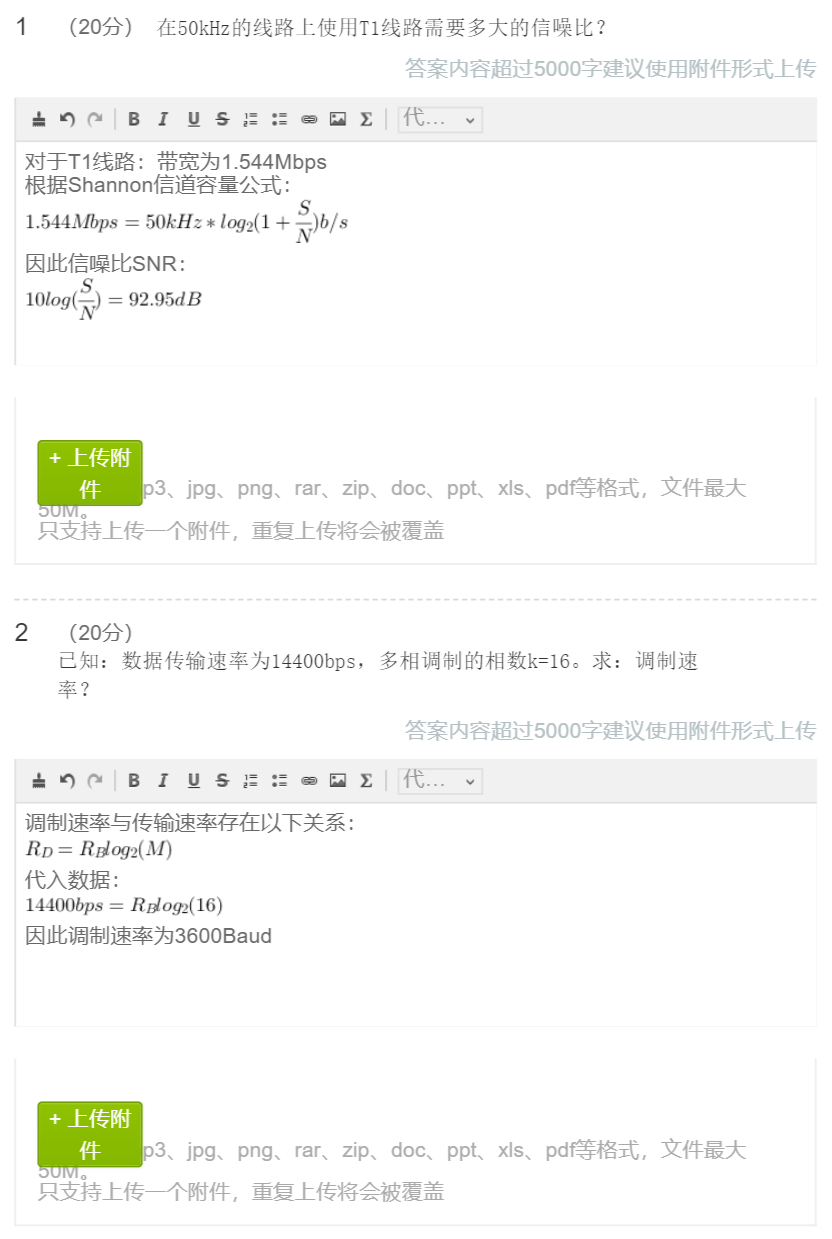 1 （20分） 在50kHz的线路上使用T1线路需要多大的信噪比？
答案内容超过5000字建议使用附件形式上传
B I U S Σ 代...
对于T1线路：带宽为1.544Mbps
根据Shannon信道容量公式：
1.544Mbps = 50kHz * log₂(1 + S/N)b/s
因此信噪比SNR：
10log(S/N) = 92.95dB
+ 上传附
件
p3、jpg、png、rar、zip、doc、ppt、xls、pdf等格式，文件最大
50M。
只支持上传一个附件，重复上传将会被覆盖
2 （20分）
已知：数据传输速率为14400bps，多相调制的相数k=16。求：调制速
率？
答案内容超过5000字建议使用附件形式上传
B I U S Σ 代...
调制速率与传输速率存在以下关系：
R_D = R_B log₂(M)
代入数据：
14400bps = R_B log₂(16)
因此调制速率为3600Baud
+ 上传附
件
p3、jpg、png、rar、zip、doc、ppt、xls、pdf等格式，文件最大
50M。
只支持上传一个附件，重复上传将会被覆盖